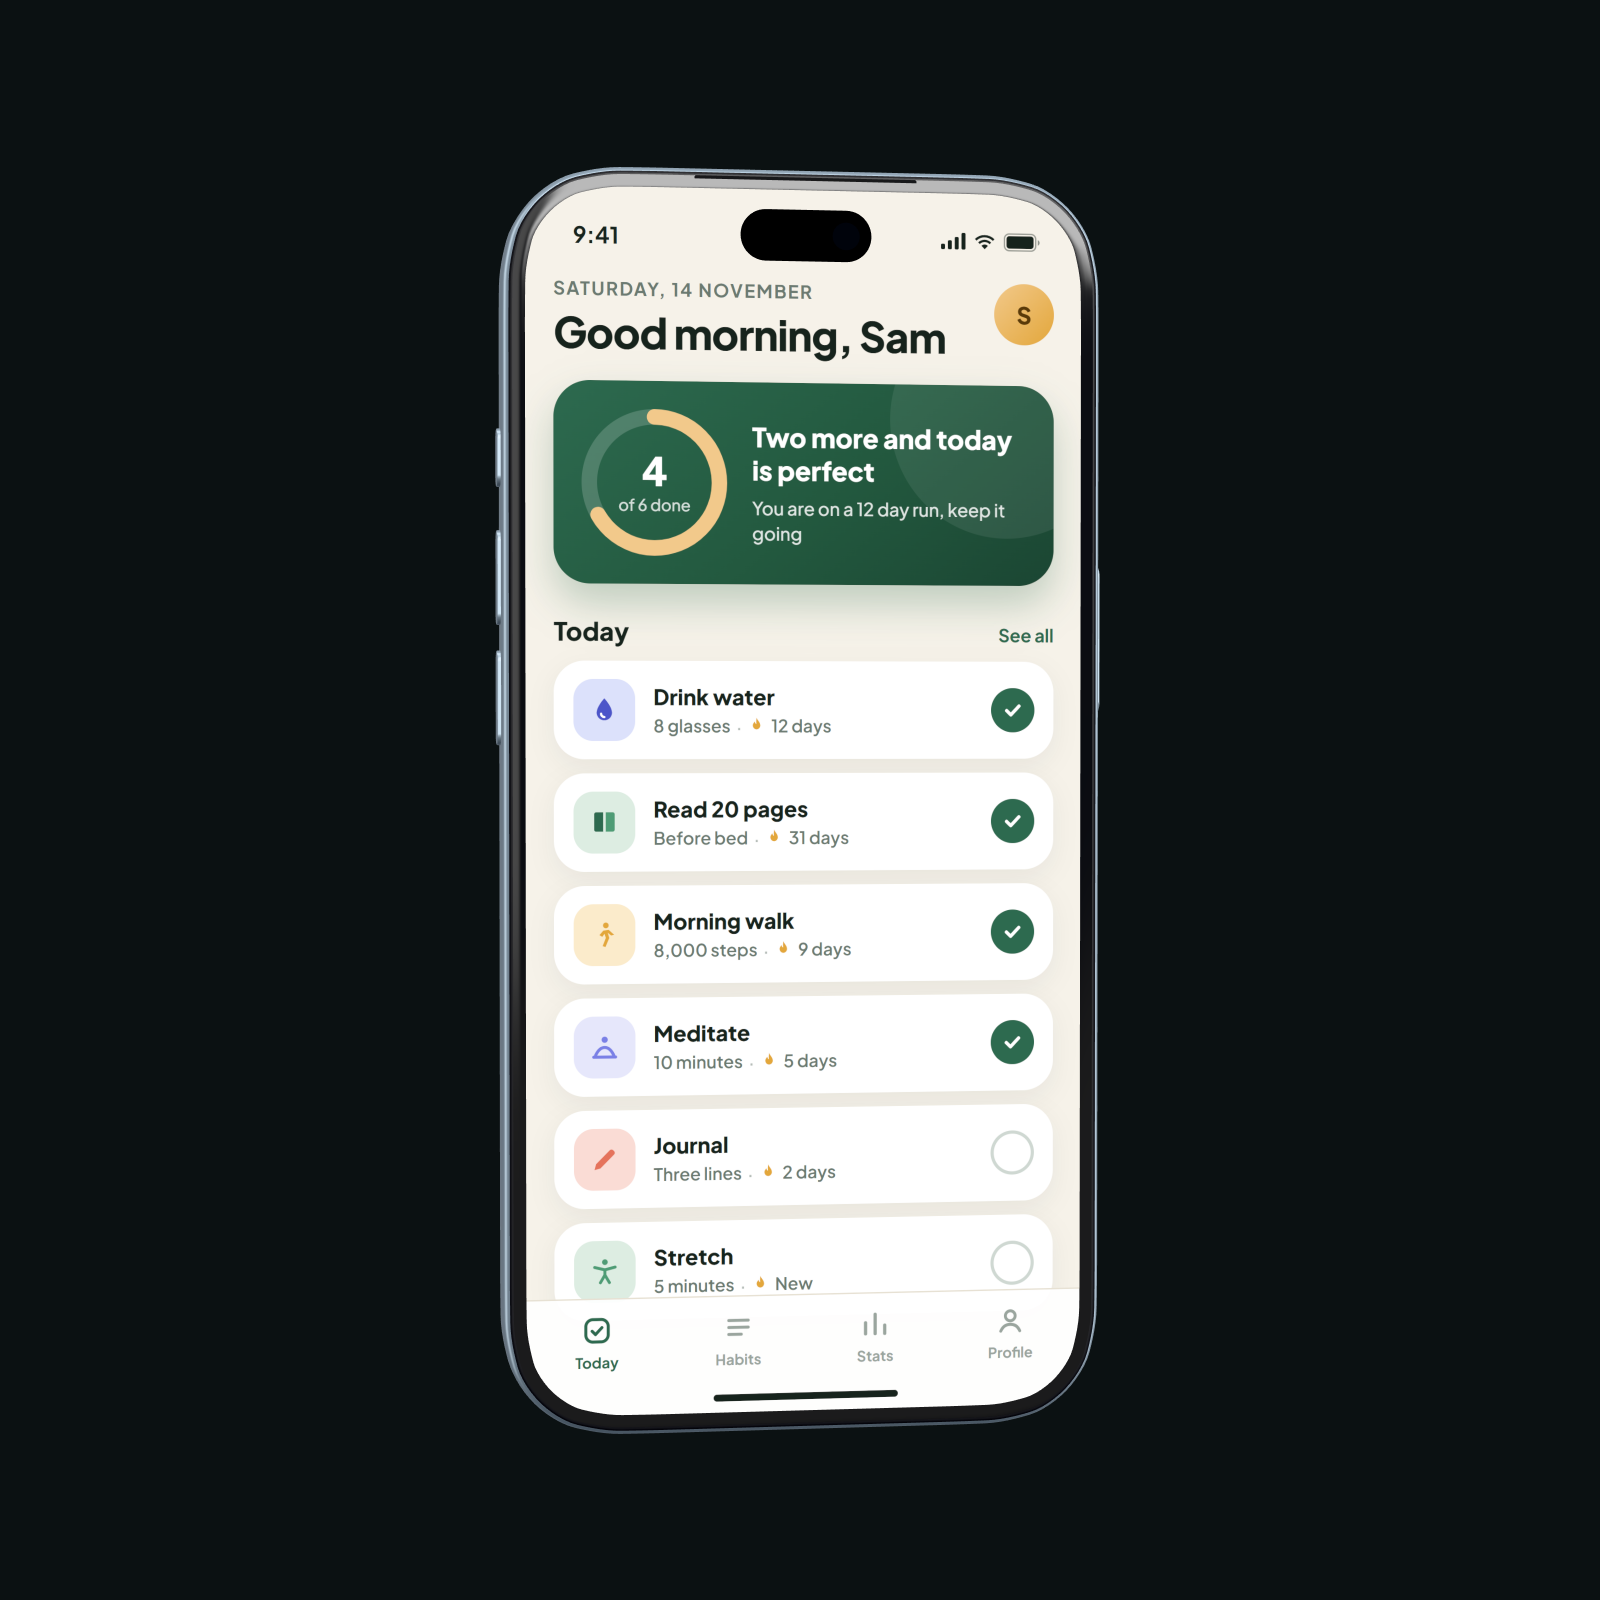 9:41
SATURDAY, 14 NOVEMBER
Good morning, Sam
S
4
of 6 done
Two more and today
is perfect
You are on a 12 day run, keep it
going
Today
See all
Drink water
8 glasses · 12 days
Read 20 pages
Before bed · 31 days
Morning walk
8,000 steps · 9 days
Meditate
10 minutes · 5 days
Journal
Three lines · 2 days
Stretch
5 minutes · New
Today
Habits
Stats
Profile